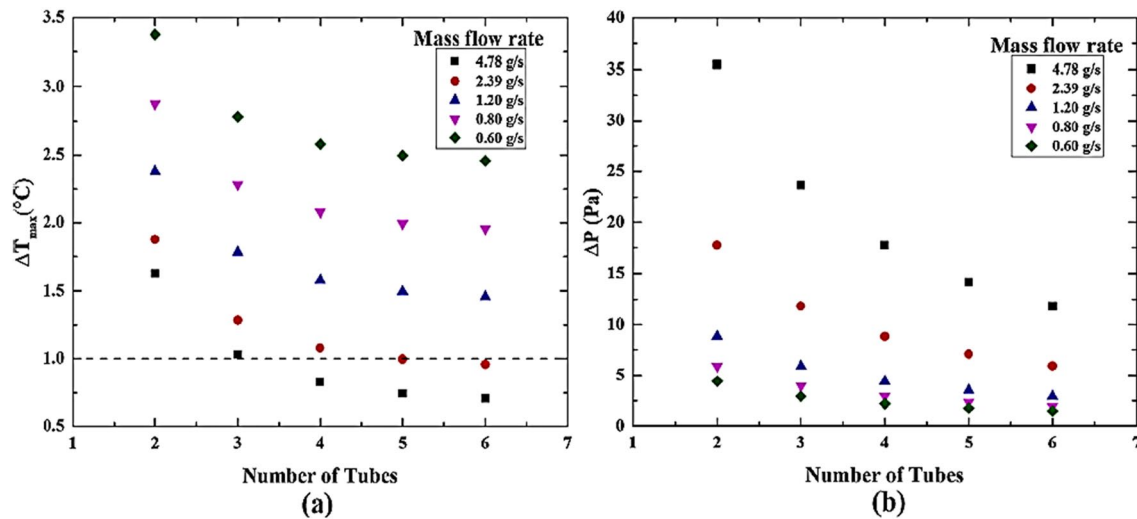 3.5
3.0
2.5
2.0
1.5
1.0
0.5
ΔTmax(°C)
Mass flow rate
4.78 g/s
2.39 g/s
1.20 g/s
0.80 g/s
0.60 g/s
1 2 3 4 5 6 7
Number of Tubes
(a)
40
35
30
25
20
15
10
5
0
ΔP (Pa)
Mass flow rate
4.78 g/s
2.39 g/s
1.20 g/s
0.80 g/s
0.60 g/s
1 2 3 4 5 6 7
Number of Tubes
(b)